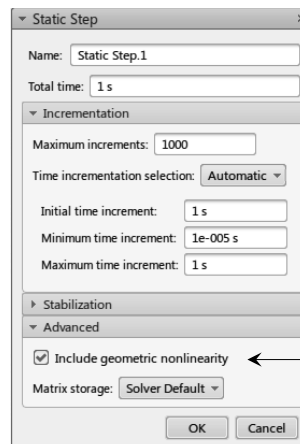 Static Step
Name: Static Step.1
Total time: 1 s
Incrementation
Maximum increments: 1000
Time incrementation selection: Automatic
Initial time increment: 1 s
Minimum time increment: 1e-005 s
Maximum time increment: 1 s
Stabilization
Advanced
Include geometric nonlinearity
Matrix storage: Solver Default
OK Cancel